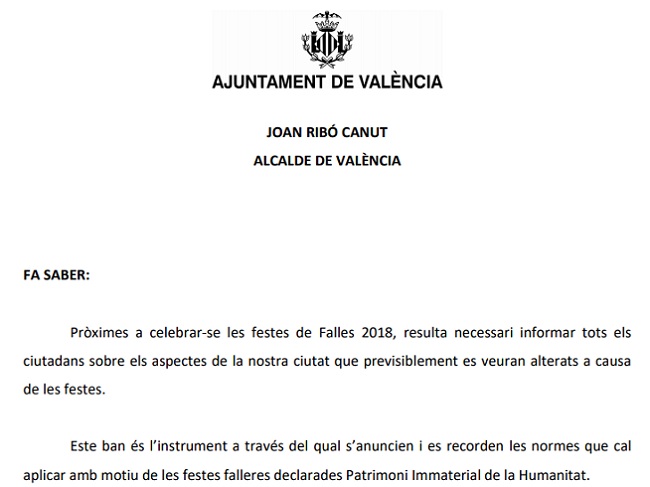 AJUNTAMENT DE VALÈNCIA
JOAN RIBÓ CANUT
ALCALDE DE VALÈNCIA
FA SABER:
Pròximes a celebrar-se les festes de Falles 2018, resulta necessari informar tots els
ciutadans sobre els aspectes de la nostra ciutat que previsiblement es veuran alterats a causa
de les festes.
Este ban és l’instrument a través del qual s’anuncien i es recorden les normes que cal
aplicar amb motiu de les festes falleres declarades Patrimoni Immaterial de la Humanitat.